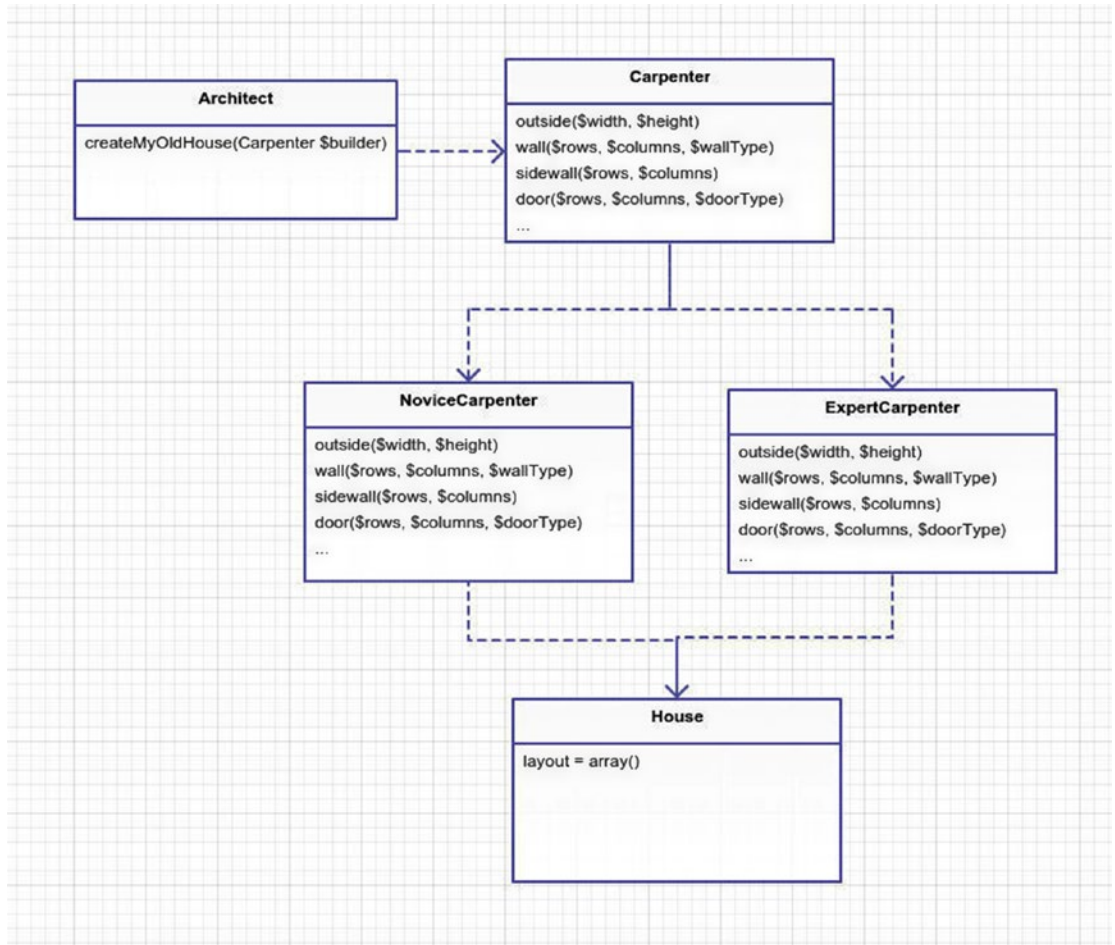 Architect
createMyOldHouse(Carpenter $builder)
Carpenter
outside($width, $height)
wall($rows, $columns, $wallType)
sidewall($rows, $columns)
door($rows, $columns, $doorType)
...
NoviceCarpenter
outside($width, $height)
wall($rows, $columns, $wallType)
sidewall($rows, $columns)
door($rows, $columns, $doorType)
...
ExpertCarpenter
outside($width, $height)
wall($rows, $columns, $wallType)
sidewall($rows, $columns)
door($rows, $columns, $doorType)
...
House
layout = array()